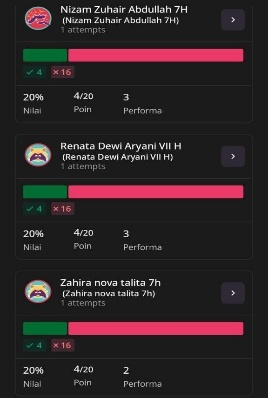 Nizam Zuhair Abdullah 7H
(Nizam Zuhair Abdullah 7H)
1 attempts
✓ 4 ✕ 16
20% 4/20 3
Nilai Poin Performa
Renata Dewi Aryani VII H
(Renata Dewi Aryani VII H)
1 attempts
✓ 4 ✕ 16
20% 4/20 3
Nilai Poin Performa
Zahira nova talita 7h
(Zahira nova talita 7h)
1 attempts
✓ 4 ✕ 16
20% 4/20 2
Nilai Poin Performa